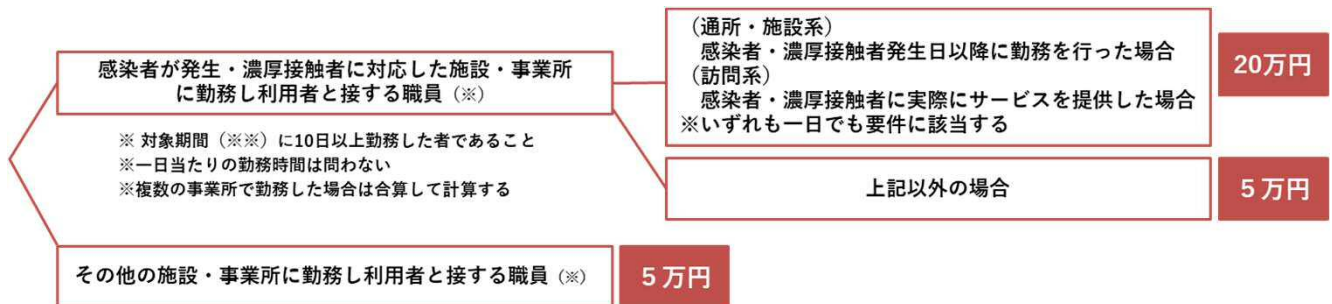 感染者が発生・濃厚接触者に対応した施設・事業所
に勤務し利用者と接する職員（※）
※ 対象期間（※※）に10日以上勤務した者であること
※一日当たりの勤務時間は問わない
※複数の事業所で勤務した場合は合算して計算する
（通所・施設系）
感染者・濃厚接触者発生日以降に勤務を行った場合
（訪問系）
感染者・濃厚接触者に実際にサービスを提供した場合
※いずれも一日でも要件に該当する
20万円
上記以外の場合
５万円
その他の施設・事業所に勤務し利用者と接する職員（※）
５万円